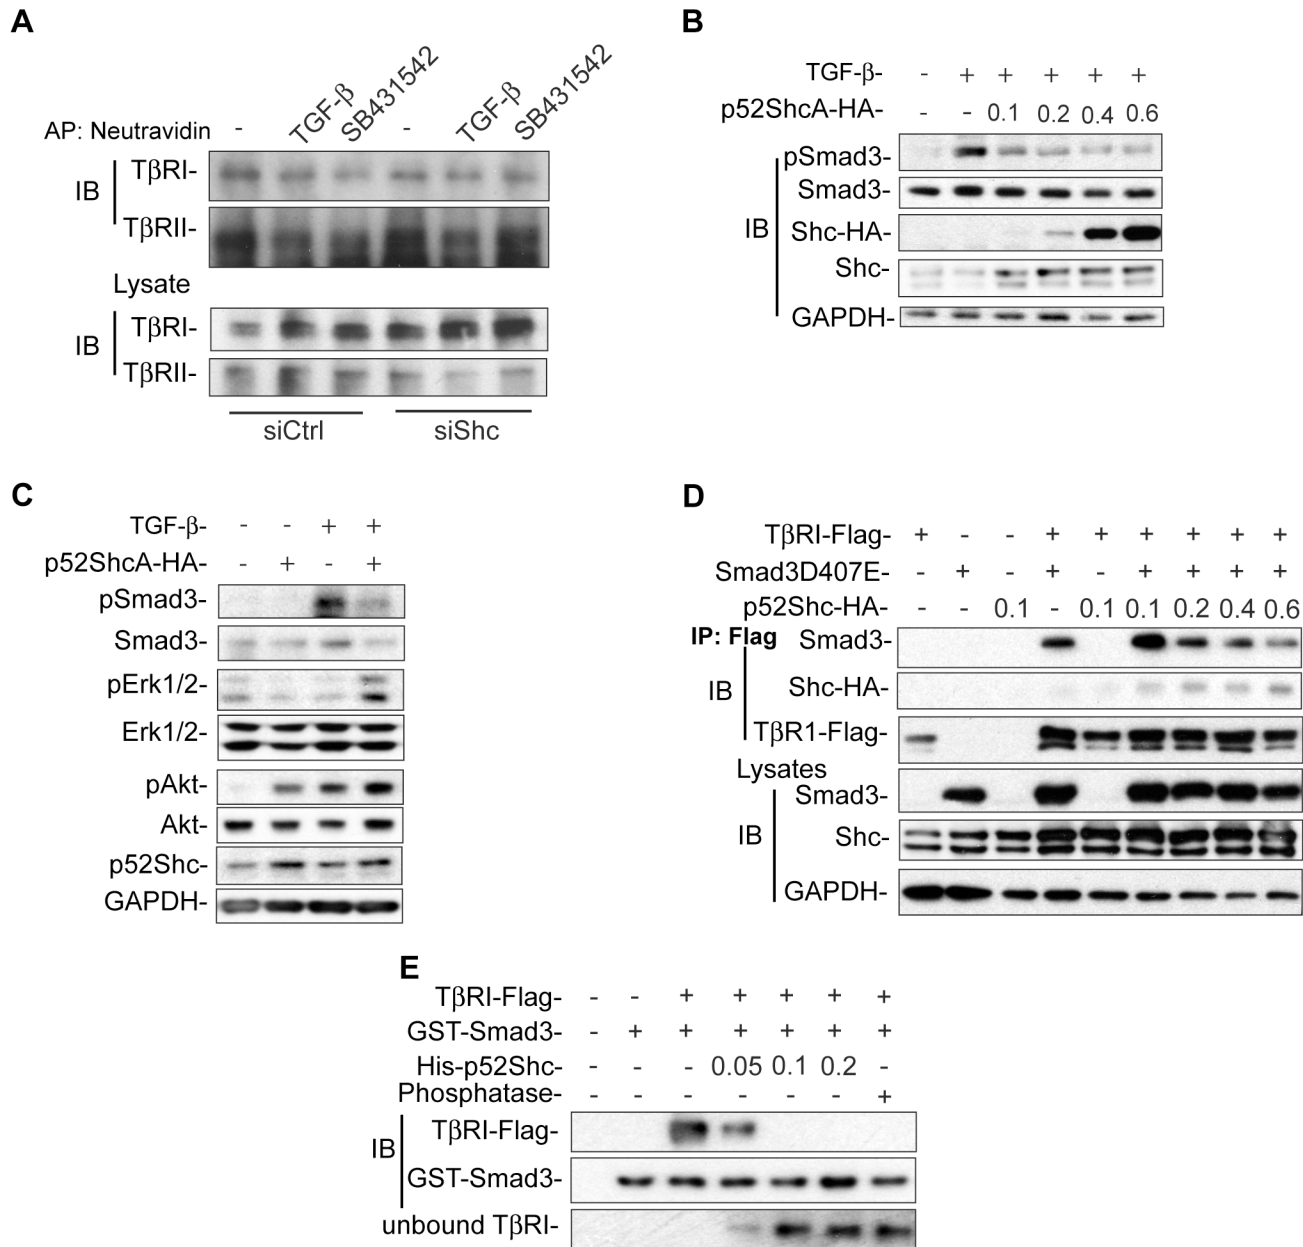 A
AP: Neutravidin - TGF-β SB431542 - TGF-β SB431542
IB
TβRI-
TβRII-
Lysate
IB
TβRI-
TβRII-
siCtrl siShc
B
TGF-β- - + + + + +
p52ShcA-HA- - - 0.1 0.2 0.4 0.6
IB
pSmad3-
Smad3-
Shc-HA-
Shc-
GAPDH-
C
TGF-β- - - + +
p52ShcA-HA- - + - +
pSmad3-
Smad3-
pErk1/2-
Erk1/2-
pAkt-
Akt-
p52Shc-
GAPDH-
D
TβRI-Flag- + - - + + + + + +
Smad3D407E- - + - + - + + + +
p52Shc-HA- - - 0.1 - 0.1 0.1 0.2 0.4 0.6
IP: Flag Smad3-
IB
Shc-HA-
TβR1-Flag-
Lysates
IB
Smad3-
Shc-
GAPDH-
E
TβRI-Flag- - - + + + + +
GST-Smad3- - + + + + + +
His-p52Shc- - - - 0.05 0.1 0.2 -
Phosphatase- - - - - - - +
IB
TβRI-Flag-
GST-Smad3-
unbound TβRI-